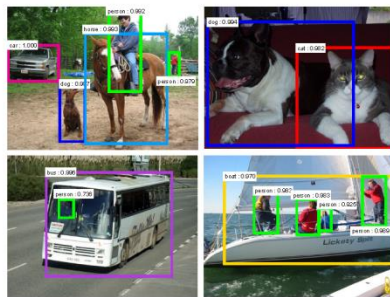 person : 0.992
horse : 0.993
car : 1.000
person : 0.979
dog : 0.997
dog : 0.994
cat : 0.982
bus : 0.996
person : 0.736
boat : 0.970
person : 0.983
person : 0.983
person : 0.925
person : 0.989
Lickety Split